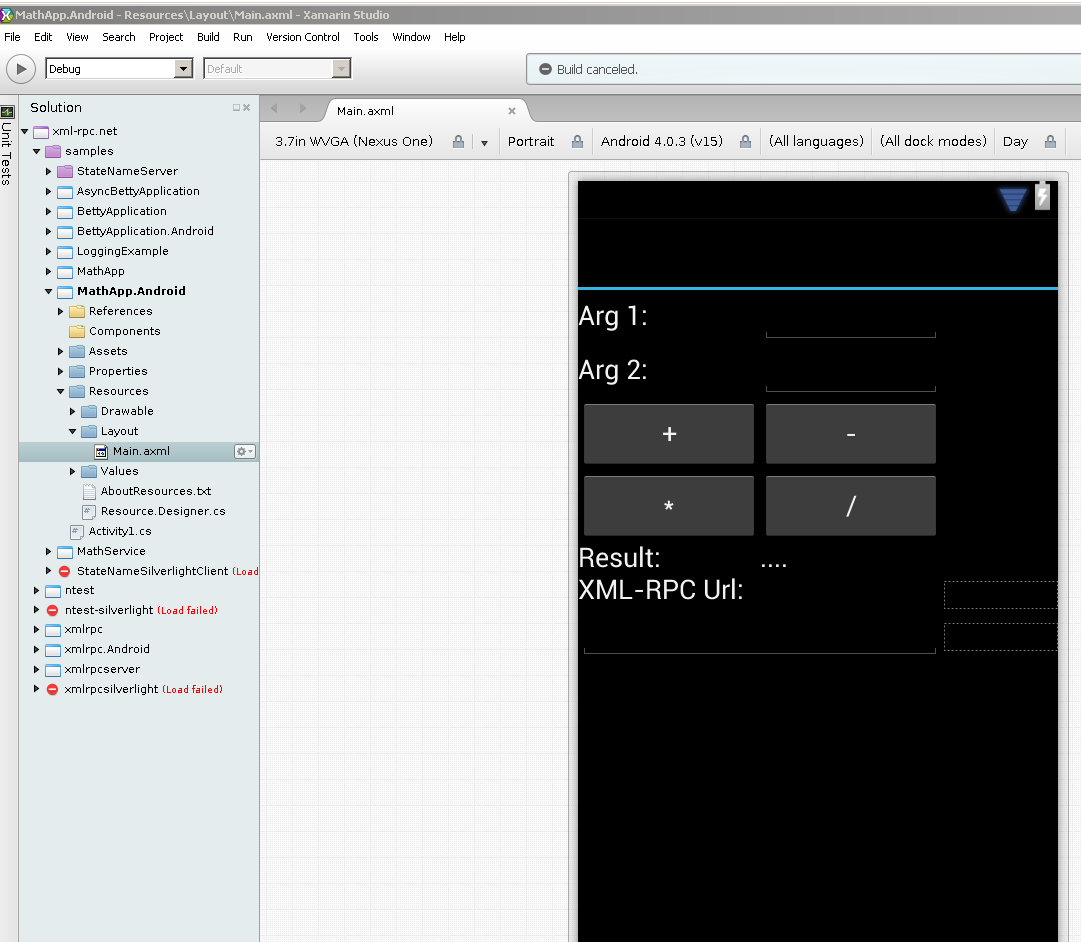 MathApp.Android - Resources\Layout\Main.axml - Xamarin Studio
File Edit View Search Project Build Run Version Control Tools Window Help
Debug Default Build canceled.
Unit Tests
Solution
xml-rpc.net
samples
StateNameServer
AsyncBettyApplication
BettyApplication
BettyApplication.Android
LoggingExample
MathApp
MathApp.Android
References
Components
Assets
Properties
Resources
Drawable
Layout
Main.axml
Values
AboutResources.txt
Resource.Designer.cs
Activity1.cs
MathService
StateNameSilverlightClient (Load
ntest
ntest-silverlight (Load failed)
xmlrpc
xmlrpc.Android
xmlrpcserver
xmlrpcsilverlight (Load failed)
Main.axml
3.7in WVGA (Nexus One) Portrait Android 4.0.3 (v15) (All languages) (All dock modes) Day
Arg 1:
Arg 2:
+ -
* /
Result: ....
XML-RPC Url: